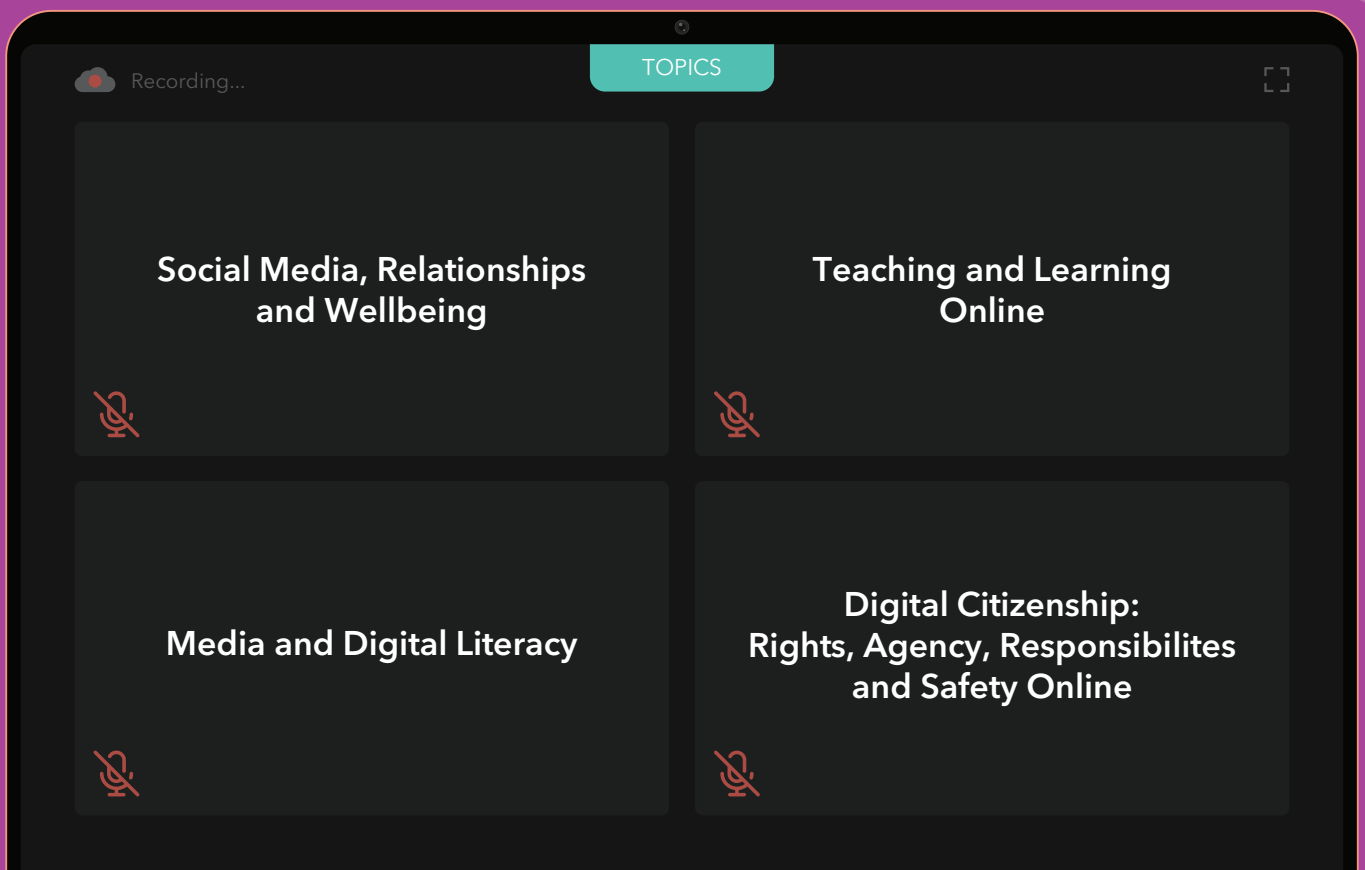 TOPICS
Recording...
Social Media, Relationships
and Wellbeing
Teaching and Learning
Online
Media and Digital Literacy
Digital Citizenship:
Rights, Agency, Responsibilites
and Safety Online